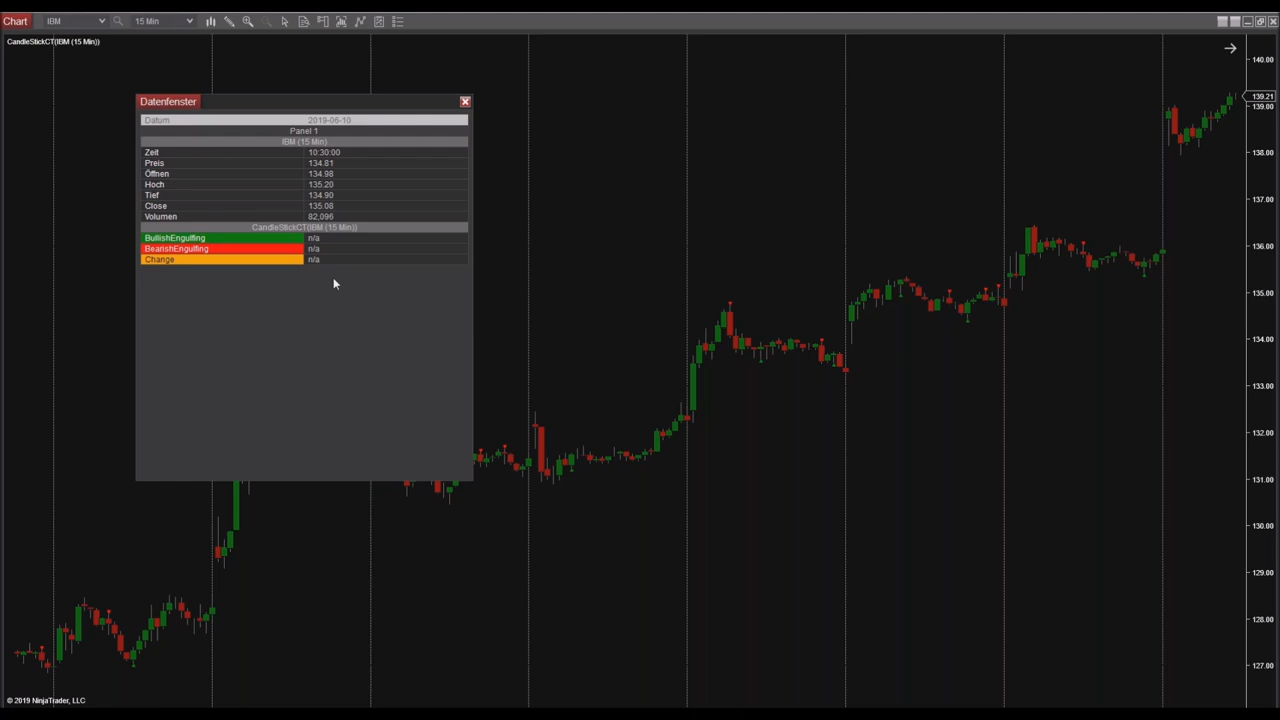 Chart IBM 15 Min
CandleStickCT(IBM (15 Min))
140.00
139.21
139.00
138.00
137.00
136.00
135.00
134.00
133.00
132.00
131.00
130.00
129.00
128.00
127.00
Datenfenster
Datum 2019-06-10
Panel 1
IBM (15 Min)
Zeit 10:30:00
Preis 134.81
Öffnen 134.98
Hoch 135.20
Tief 134.90
Close 135.08
Volumen 82,096
CandleStickCT(IBM (15 Min))
BullishEngulfing n/a
BearishEngulfing n/a
Change n/a
© 2019 NinjaTrader, LLC